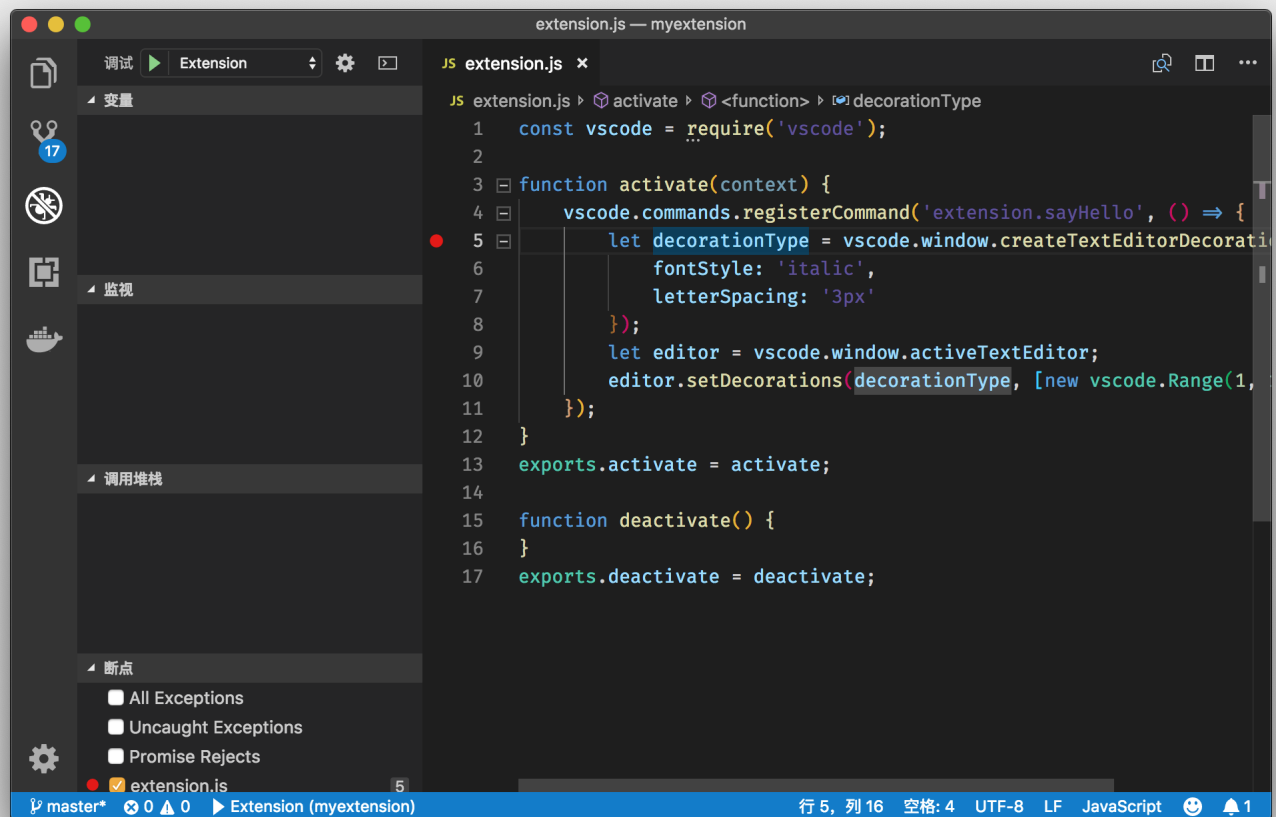 extension.js — myextension
调试 Extension
JS extension.js ×
变量
JS extension.js activate <function> decorationType
17
监视
调用堆栈
断点
All Exceptions
Uncaught Exceptions
Promise Rejects
extension.js 5
1 const vscode = require('vscode');
2
3 function activate(context) {
4 vscode.commands.registerCommand('extension.sayHello', () => {
5 let decorationType = vscode.window.createTextEditorDecorati
6 fontStyle: 'italic',
7 letterSpacing: '3px'
8 });
9 let editor = vscode.window.activeTextEditor;
10 editor.setDecorations(decorationType, [new vscode.Range(1,
11 });
12 }
13 exports.activate = activate;
14
15 function deactivate() {
16 }
17 exports.deactivate = deactivate;
master* 0 0 Extension (myextension) 行 5，列 16 空格: 4 UTF-8 LF JavaScript 1